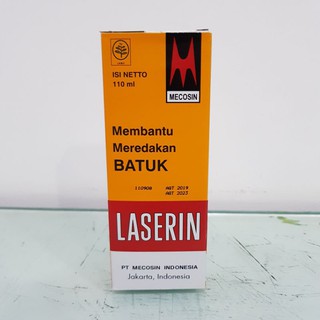 ISI NETTO
110 ml
MECOSIN
Membantu
Meredakan
BATUK
LASERIN
PT MECOSIN INDONESIA
Jakarta, Indonesia